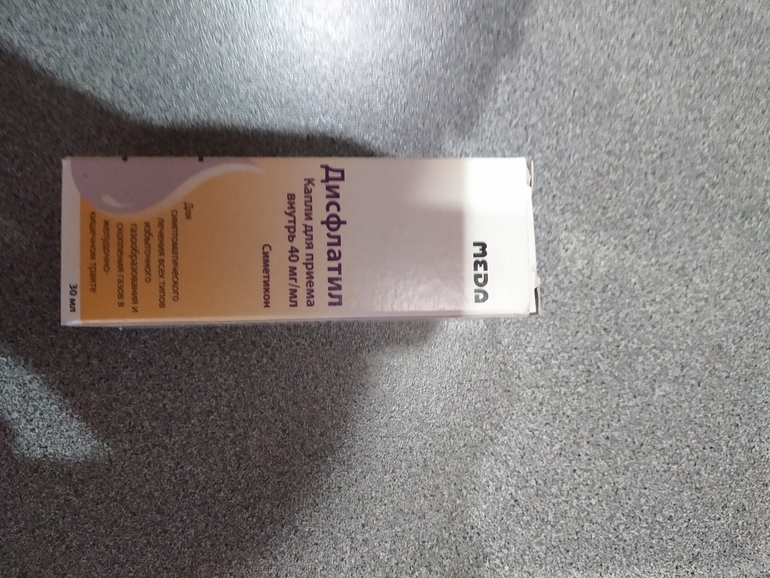 MEDA
Дисфлатил
Капли для приема
внутрь 40 мг/мл
Симетикон
Для
симптоматического
лечения всех типов
избыточного
газообразования и
скопления газов в
желудочно-
кишечном тракте
30 мл